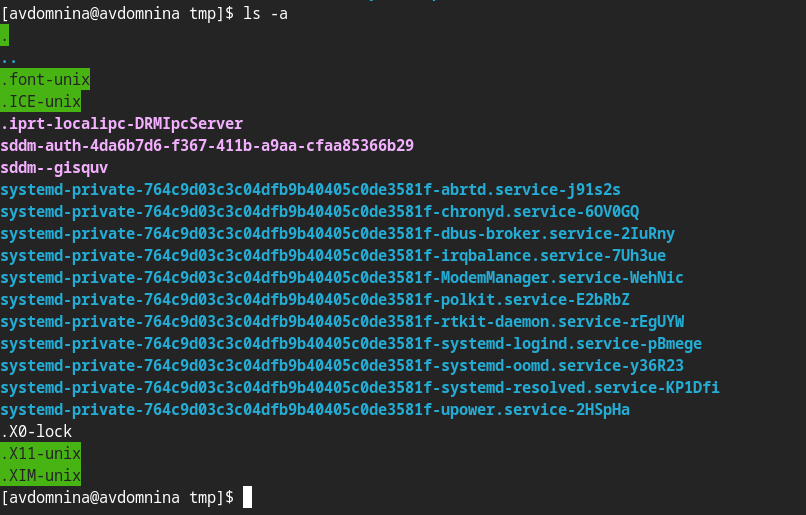 [avdomnina@avdomnina tmp]$ ls -a
.
..
.font-unix
.ICE-unix
.iprt-localipc-DRMIpcServer
sddm-auth-4da6b7d6-f367-411b-a9aa-cfaa85366b29
sddm--gisquv
systemd-private-764c9d03c3c04dfb9b40405c0de3581f-abrtd.service-j91s2s
systemd-private-764c9d03c3c04dfb9b40405c0de3581f-chronyd.service-6OV0GQ
systemd-private-764c9d03c3c04dfb9b40405c0de3581f-dbus-broker.service-2IuRny
systemd-private-764c9d03c3c04dfb9b40405c0de3581f-irqbalance.service-7Uh3ue
systemd-private-764c9d03c3c04dfb9b40405c0de3581f-ModemManager.service-WehNic
systemd-private-764c9d03c3c04dfb9b40405c0de3581f-polkit.service-E2bRbZ
systemd-private-764c9d03c3c04dfb9b40405c0de3581f-rtkit-daemon.service-rEgUYW
systemd-private-764c9d03c3c04dfb9b40405c0de3581f-systemd-logind.service-pBmege
systemd-private-764c9d03c3c04dfb9b40405c0de3581f-systemd-oomd.service-y36R23
systemd-private-764c9d03c3c04dfb9b40405c0de3581f-systemd-resolved.service-KP1Dfi
systemd-private-764c9d03c3c04dfb9b40405c0de3581f-upower.service-2HSpHa
.X0-lock
.X11-unix
.XIM-unix
[avdomnina@avdomnina tmp]$